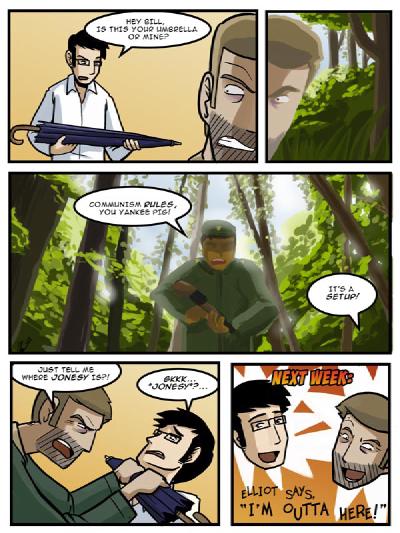 HEY BILL,
IS THIS YOUR UMBRELLA
OR MINE?
COMMUNISM RULES,
YOU YANKEE PIG!
IT'S A
SETUP!
JUST TELL ME
WHERE JONESY IS?!
GKKK...
"JONESY"?...
NEXT WEEK:
ELLIOT SAYS,
"I'M OUTTA HERE!"